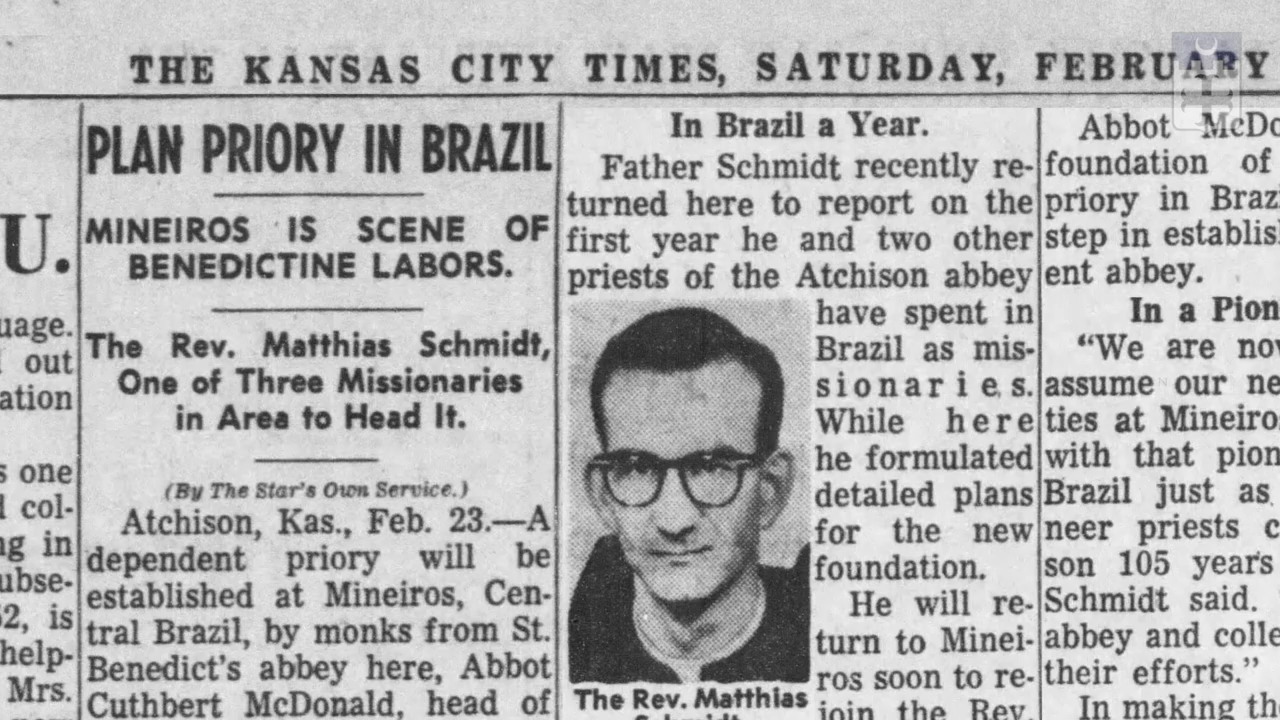 THE KANSAS CITY TIMES, SATURDAY, FEBRUARY
U.
uage.
out
ation
s one
col-
ng in
ubse-
2, is
help-
Mrs.
PLAN PRIORY IN BRAZIL
MINEIROS IS SCENE OF
BENEDICTINE LABORS.
The Rev. Matthias Schmidt,
One of Three Missionaries
in Area to Head It.
(By The Star's Own Service.)
Atchison, Kas., Feb. 23.—A
dependent priory will be
established at Mineiros, Cen-
tral Brazil, by monks from St.
Benedict's abbey here, Abbot
Cuthbert McDonald, head of
In Brazil a Year.
Father Schmidt recently re-
turned here to report on the
first year he and two other
priests of the Atchison abbey
have spent in
Brazil as mis-
sionaries.
While here
he formulated
detailed plans
for the new
foundation.
He will re-
turn to Minei-
ros soon to re-
join the Rev.
The Rev. Matthias
Schmidt
Abbot McDo
foundation of
priory in Braz
step in establis
ent abbey.
In a Pion
"We are nov
assume our ne
ties at Mineiro
with that pion
Brazil just as
neer priests c
son 105 years
Schmidt said.
abbey and colle
their efforts."
In making th